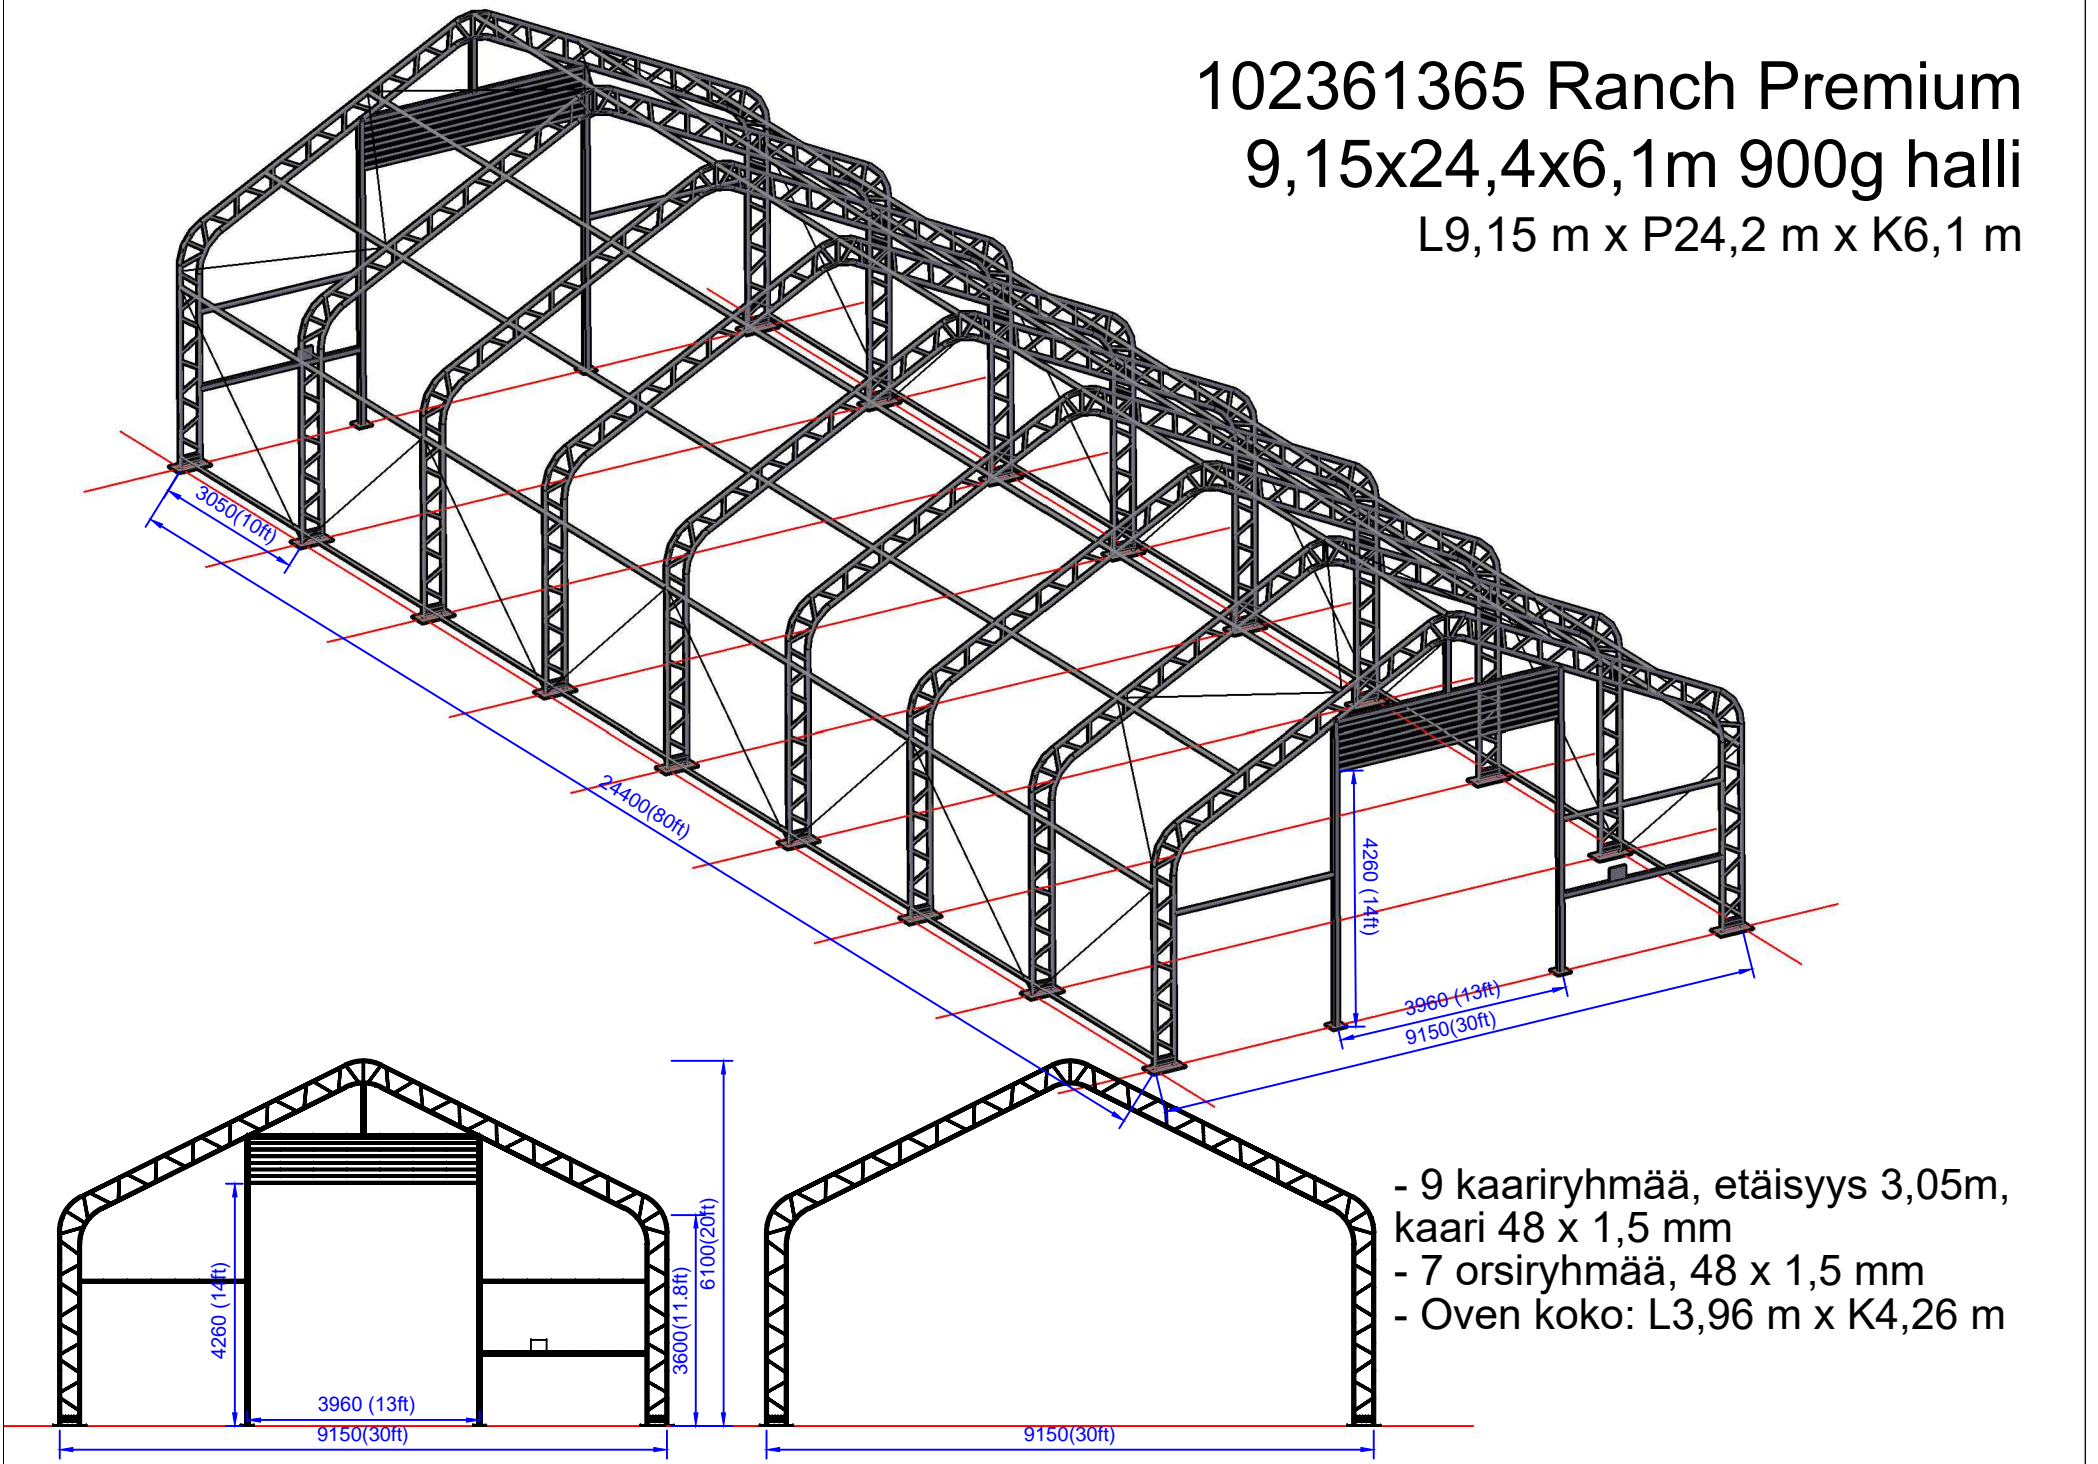 102361365 Ranch Premium
9,15x24,4x6,1m 900g halli
L9,15 m x P24,2 m x K6,1 m
3050(10ft)
24400(80ft)
4260 (14ft)
3960 (13ft)
9150(30ft)
4260 (14ft)
3960 (13ft)
9150(30ft)
3600(11.8ft)
6100(20ft)
9150(30ft)
- 9 kaariryhmää, etäisyys 3,05m,
kaari 48 x 1,5 mm
- 7 orsiryhmää, 48 x 1,5 mm
- Oven koko: L3,96 m x K4,26 m